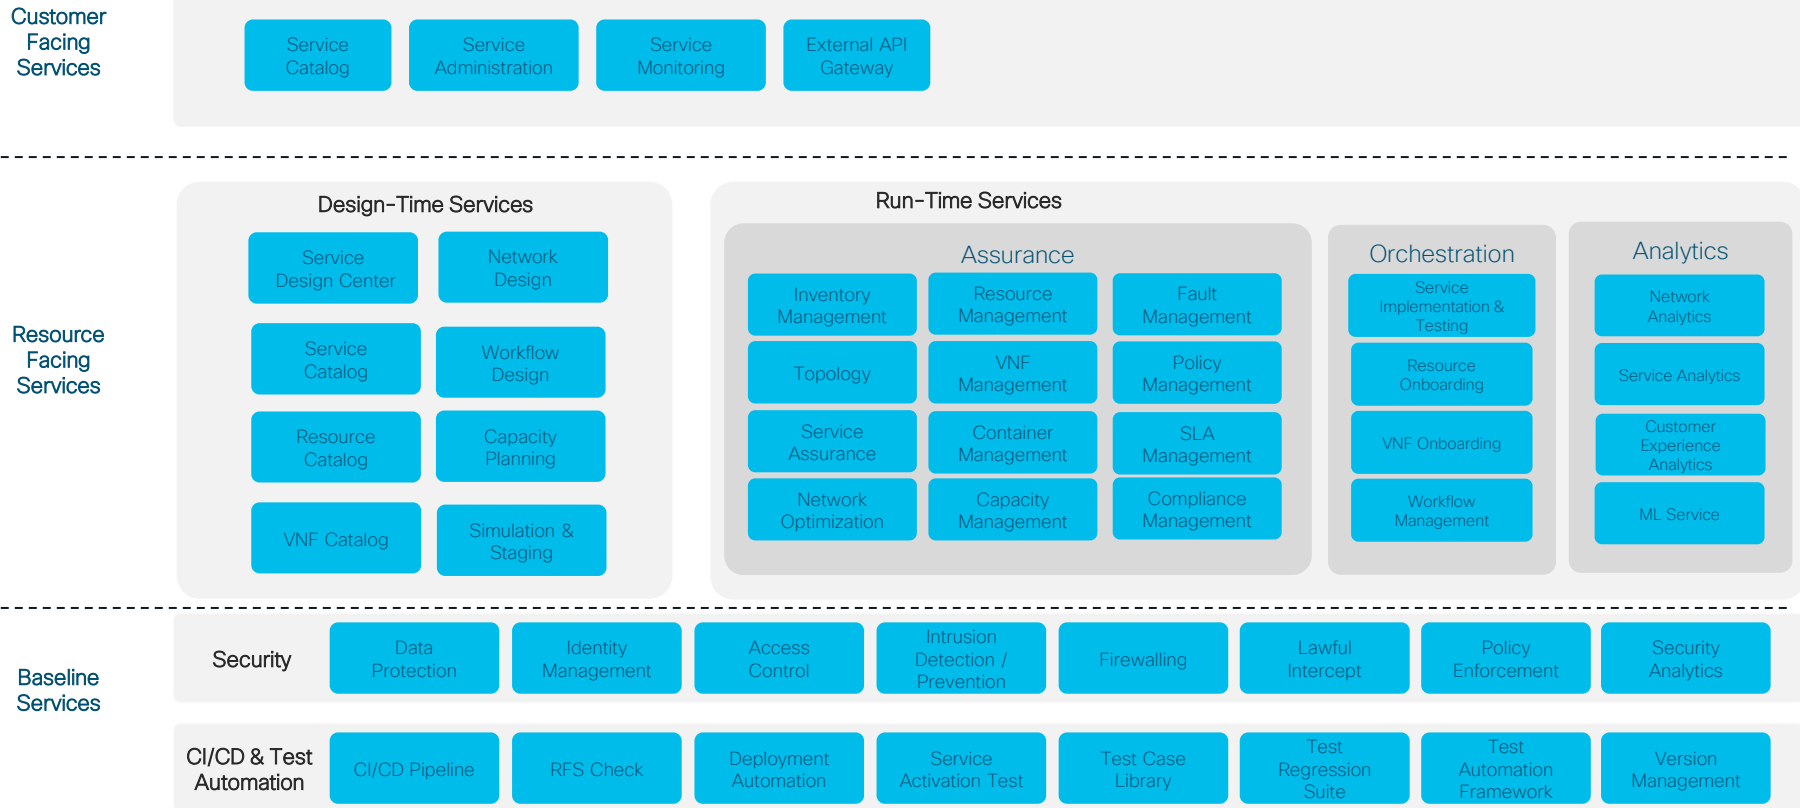 Customer
Facing
Services
Service
Catalog
Service
Administration
Service
Monitoring
External API
Gateway
Resource
Facing
Services
Design-Time Services
Service
Design Center
Network
Design
Service
Catalog
Workflow
Design
Resource
Catalog
Capacity
Planning
VNF Catalog
Simulation &
Staging
Run-Time Services
Assurance
Inventory
Management
Resource
Management
Fault
Management
Topology
VNF
Management
Policy
Management
Service
Assurance
Container
Management
SLA
Management
Network
Optimization
Capacity
Management
Compliance
Management
Orchestration
Service
Implementation &
Testing
Resource
Onboarding
VNF Onboarding
Workflow
Management
Analytics
Network
Analytics
Service Analytics
Customer
Experience
Analytics
ML Service
Baseline
Services
Security
Data
Protection
Identity
Management
Access
Control
Intrusion
Detection /
Prevention
Firewalling
Lawful
Intercept
Policy
Enforcement
Security
Analytics
CI/CD & Test
Automation
CI/CD Pipeline
RFS Check
Deployment
Automation
Service
Activation Test
Test Case
Library
Test
Regression
Suite
Test
Automation
Framework
Version
Management